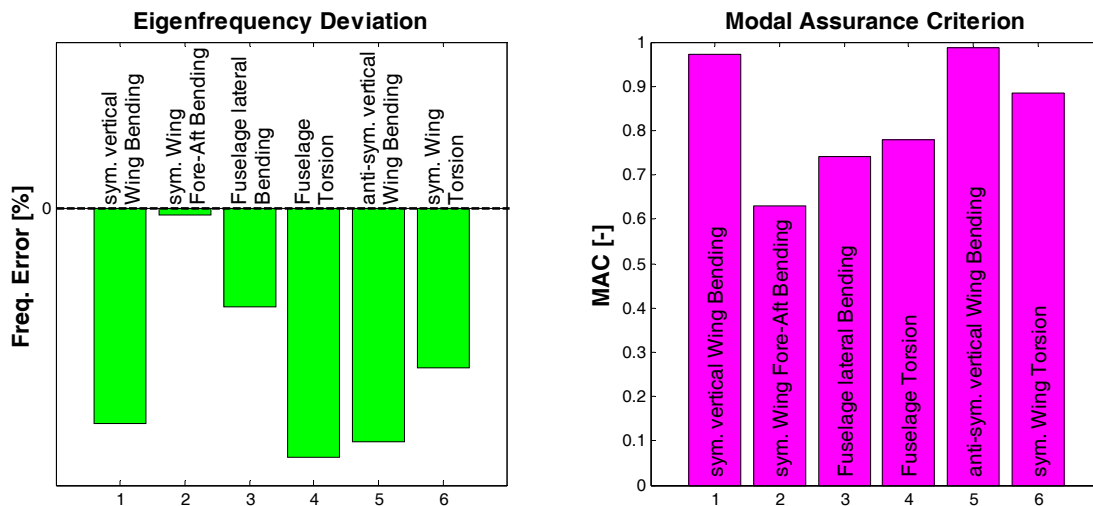 Eigenfrequency Deviation
sym. vertical
Wing Bending
sym. Wing
Fore-Aft Bending
Fuselage lateral
Bending
Fuselage
Torsion
anti-sym. vertical
Wing Bending
sym. Wing
Torsion
0
Freq. Error [%]
1 2 3 4 5 6
Modal Assurance Criterion
1
0.9
0.8
0.7
0.6
0.5
0.4
0.3
0.2
0.1
0
MAC [-]
sym. vertical Wing Bending
sym. Wing Fore-Aft Bending
Fuselage lateral Bending
Fuselage Torsion
anti-sym. vertical Wing Bending
sym. Wing Torsion
1 2 3 4 5 6